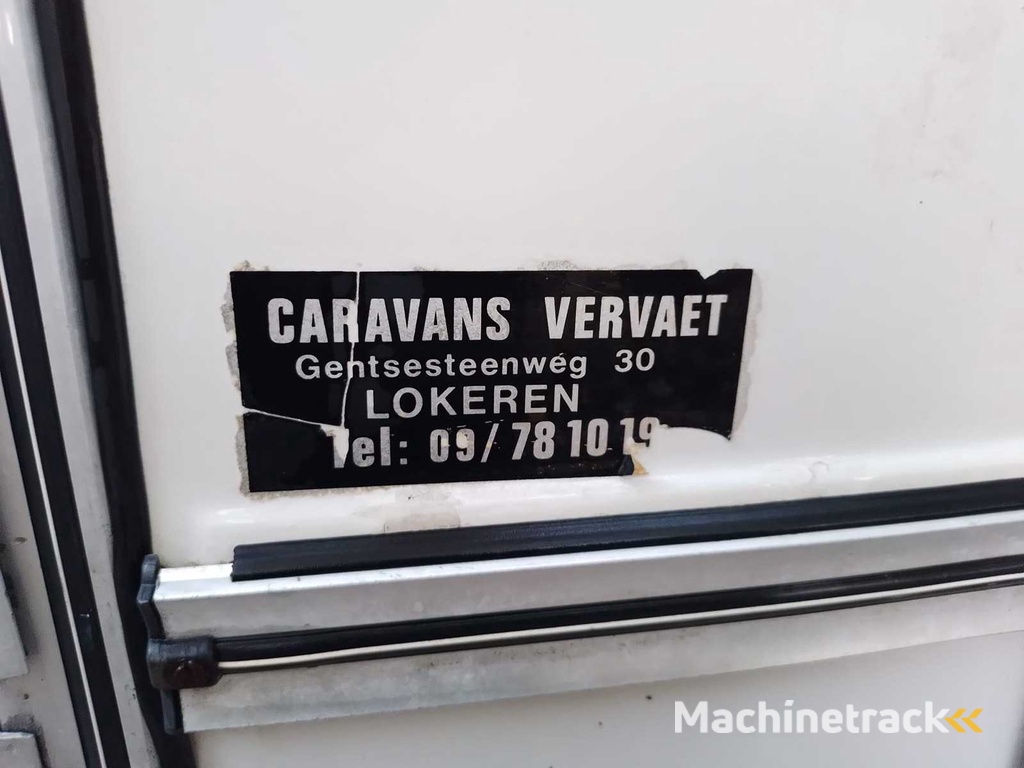 CARAVANS VERVAET
Gentsesteenweg 30
LOKEREN
Tel: 09/78 10 19
Machinetrack